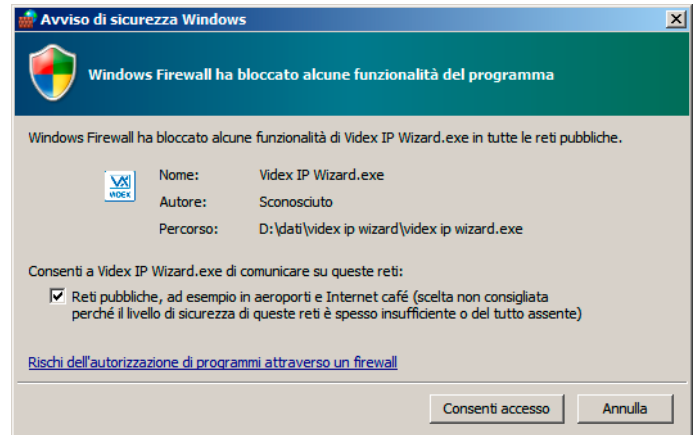 Avviso di sicurezza Windows
Windows Firewall ha bloccato alcune funzionalità del programma
Windows Firewall ha bloccato alcune funzionalità di Videx IP Wizard.exe in tutte le reti pubbliche.
VIDEX
Nome: Videx IP Wizard.exe
Autore: Sconosciuto
Percorso: D:\dati\videx ip wizard\videx ip wizard.exe
Consenti a Videx IP Wizard.exe di comunicare su queste reti:
Reti pubbliche, ad esempio in aeroporti e Internet café (scelta non consigliata
perché il livello di sicurezza di queste reti è spesso insufficiente o del tutto assente)
Rischi dell'autorizzazione di programmi attraverso un firewall
Consenti accesso Annulla